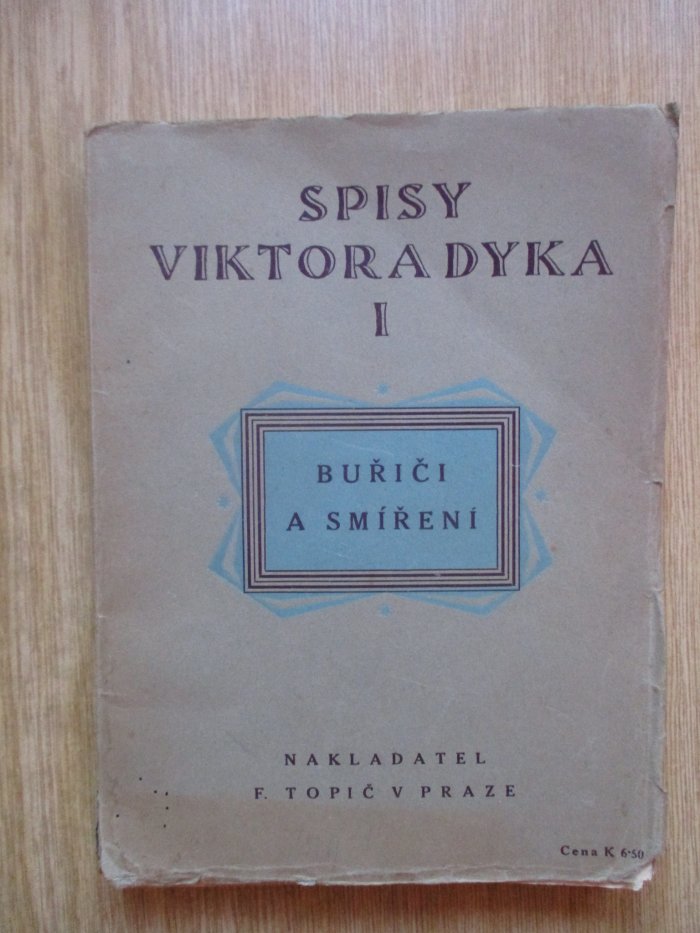 SPISY
VIKTORA DYKA
I
BUŘIČI
A SMÍŘENÍ
NAKLADATEL
F. TOPIČ V PRAZE
Cena K 6·50